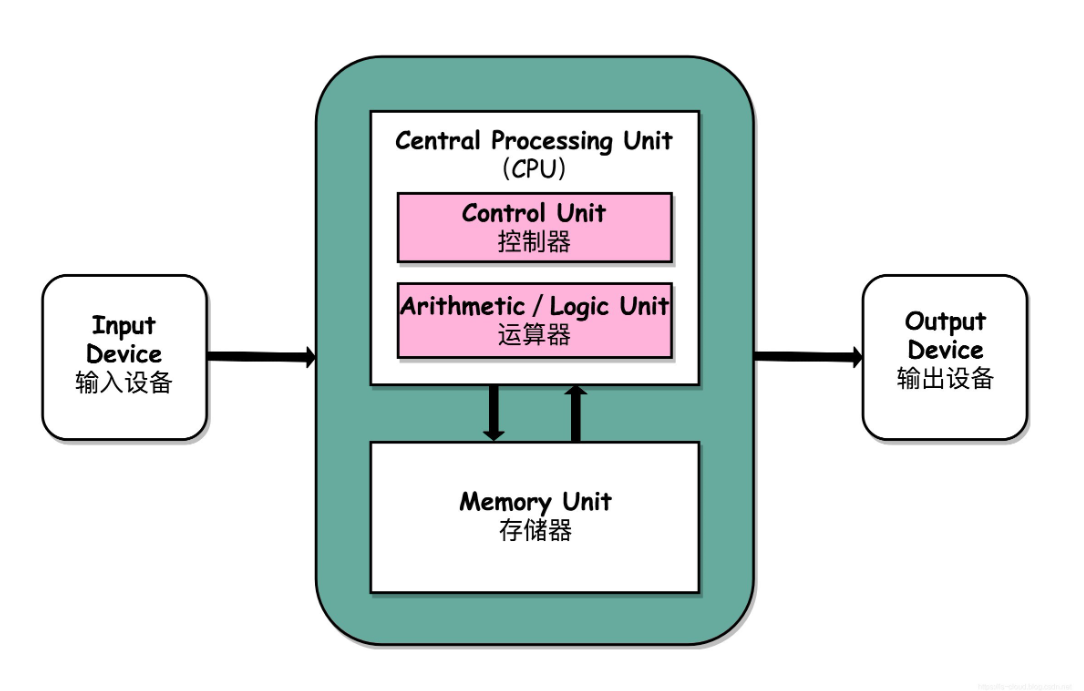 Central Processing Unit
（CPU）
Control Unit
控制器
Arithmetic / Logic Unit
运算器
Input
Device
输入设备
Output
Device
输出设备
Memory Unit
存储器